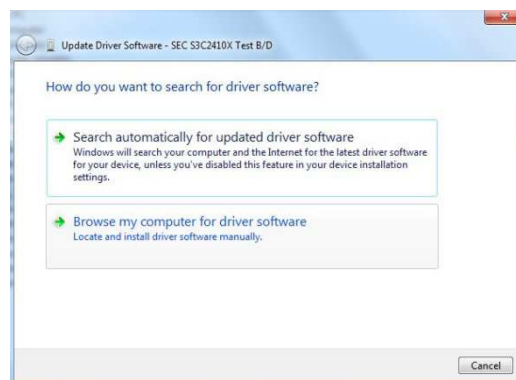 Update Driver Software - SEC S3C2410X Test B/D
How do you want to search for driver software?
Search automatically for updated driver software
Windows will search your computer and the Internet for the latest driver software
for your device, unless you've disabled this feature in your device installation
settings.
Browse my computer for driver software
Locate and install driver software manually.
Cancel